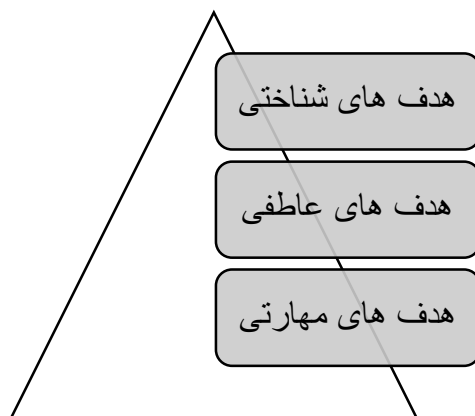 هدف های شناختی
هدف های عاطفی
هدف های مهارتی